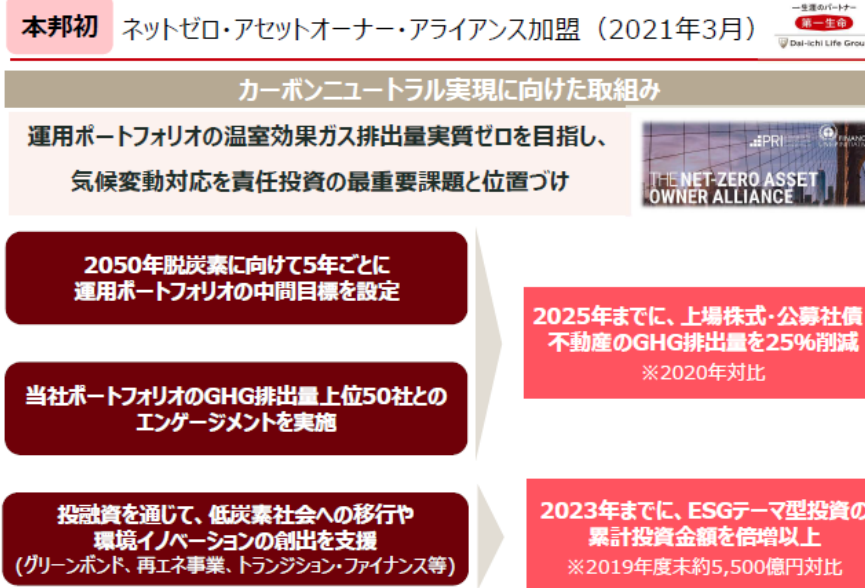 本邦初 ネットゼロ・アセットオーナー・アライアンス加盟（2021年3月）
一生涯のパートナー
第一生命
Dai-ichi Life Grou
カーボンニュートラル実現に向けた取組み
運用ポートフォリオの温室効果ガス排出量実質ゼロを目指し、
気候変動対応を責任投資の最重要課題と位置づけ
PRI
FINANC
THE NET-ZERO ASSET
OWNER ALLIANCE
2050年脱炭素に向けて5年ごとに
運用ポートフォリオの中間目標を設定
当社ポートフォリオのGHG排出量上位50社との
エンゲージメントを実施
2025年までに、上場株式・公募社債
不動産のGHG排出量を25%削減
※2020年対比
投融資を通じて、低炭素社会への移行や
環境イノベーションの創出を支援
(グリーンボンド、再エネ事業、トランジション・ファイナンス等)
2023年までに、ESGテーマ型投資の
累計投資金額を倍増以上
※2019年度末約5,500億円対比